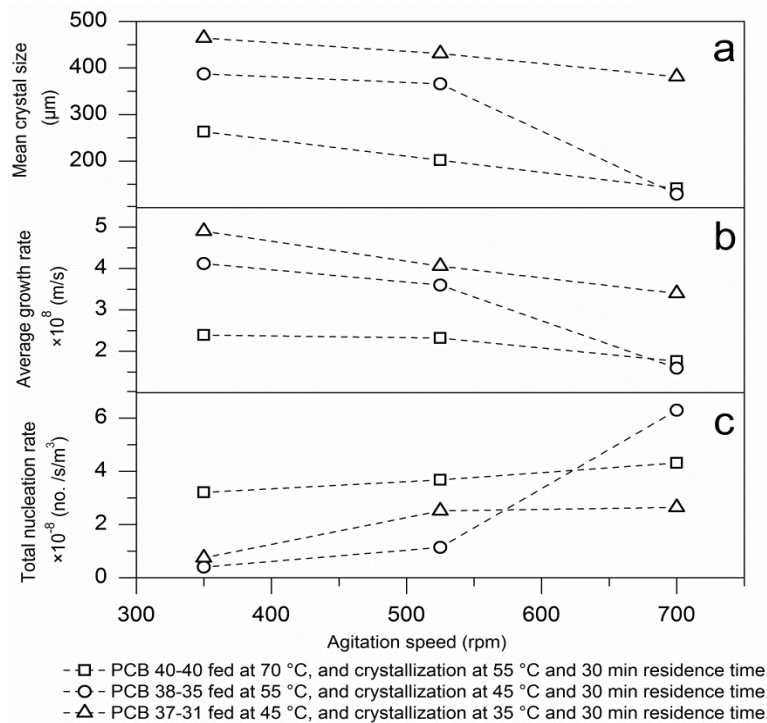 500
400
300
200
Mean crystal size
(µm)
a
5
4
3
2
Average growth rate
×10⁸ (m/s)
b
6
4
2
0
Total nucleation rate
×10⁻⁸ (no. /s/m³)
c
300 400 500 600 700
Agitation speed (rpm)
PCB 40-40 fed at 70 °C, and crystallization at 55 °C and 30 min residence time.
PCB 38-35 fed at 55 °C, and crystallization at 45 °C and 30 min residence time.
PCB 37-31 fed at 45 °C, and crystallization at 35 °C and 30 min residence time.